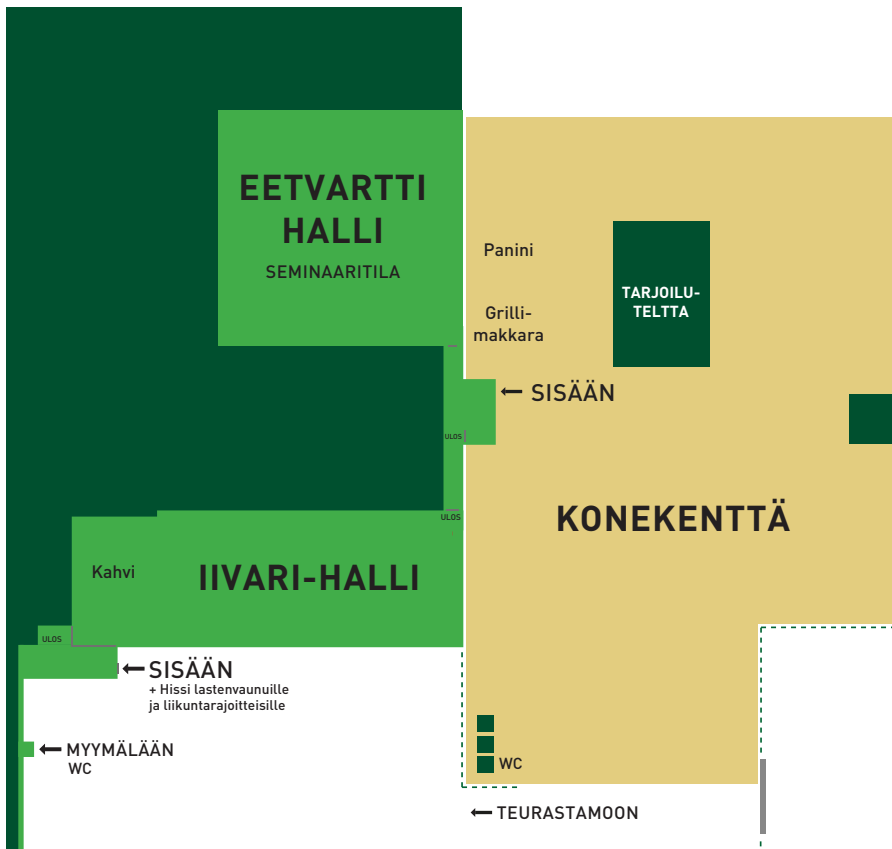 EETVARTTI
HALLI
SEMINAARITILA
Panini
Grilli-
makkara
TARJOILU-
TELTTA
SISÄÄN
ULOS
ULOS
KONEKENTTÄ
Kahvi
IIVARI-HALLI
ULOS
SISÄÄN
+ Hissi lastenvaunuille
ja liikuntarajoitteisille
MYYMÄLÄÄN
WC
WC
TEURASTAMOON